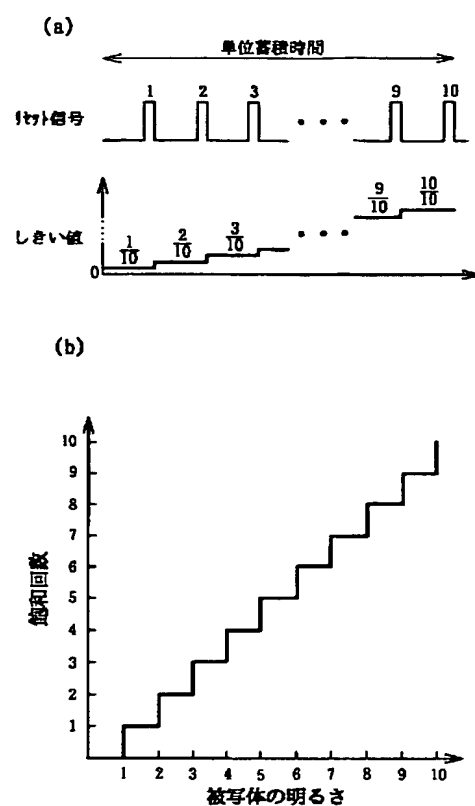 (a)
単位蓄積時間
リセット信号
1 2 3 ・・・ 9 10
しきい値
1/10 2/10 3/10 ・・・ 9/10 10/10
0
(b)
飽和回数
10
9
8
7
6
5
4
3
2
1
1 2 3 4 5 6 7 8 9 10
被写体の明るさ